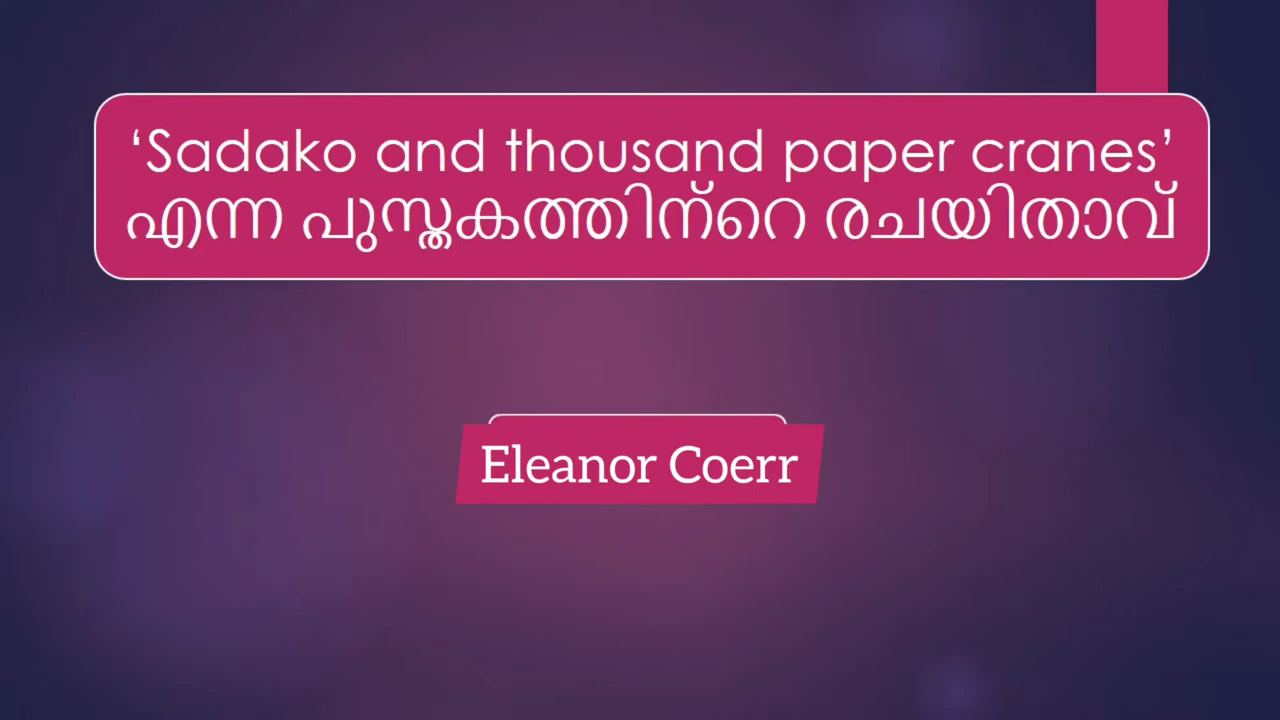 ‘Sadako and thousand paper cranes’
എന്ന പുസ്തകത്തിന്റെ രചയിതാവ്
Eleanor Coerr